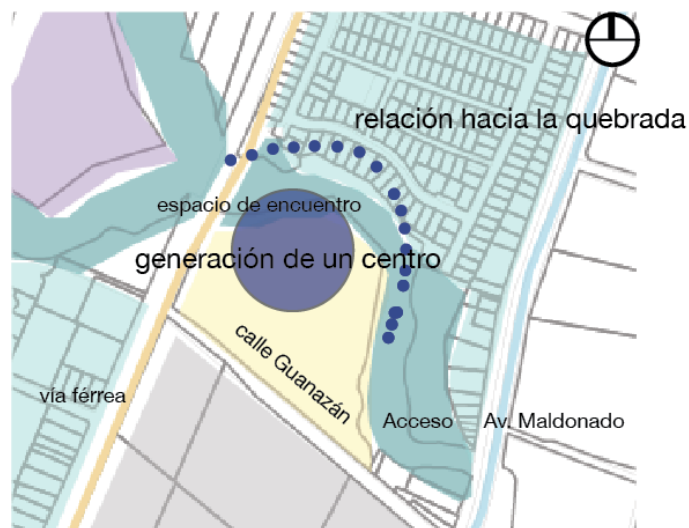 relación hacia la quebrada
espacio de encuentro
generación de un centro
calle Guanazán
vía férrea
Acceso
Av. Maldonado